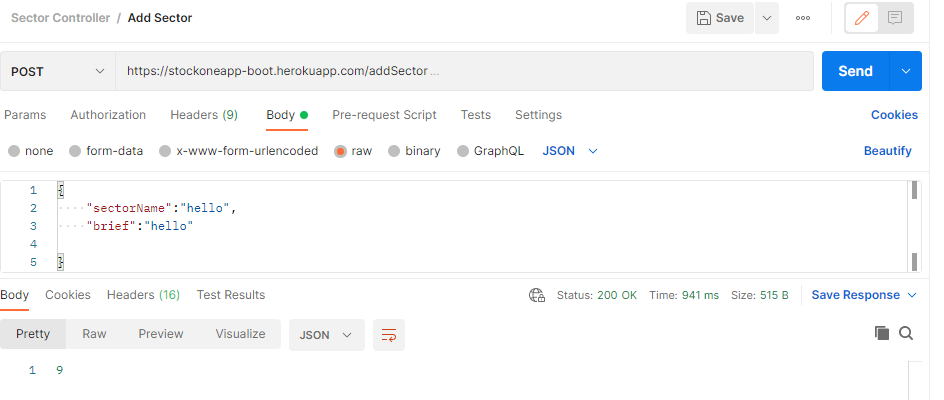 Sector Controller / Add Sector
Save
POST
https://stockoneapp-boot.herokuapp.com/addSector ...
Send
Params Authorization Headers (9) Body Pre-request Script Tests Settings Cookies
none form-data x-www-form-urlencoded raw binary GraphQL JSON Beautify
1 {
2 ····"sectorName":"hello",
3 ····"brief":"hello"
4
5 }
Body Cookies Headers (16) Test Results Status: 200 OK Time: 941 ms Size: 515 B Save Response
Pretty Raw Preview Visualize JSON
1 9